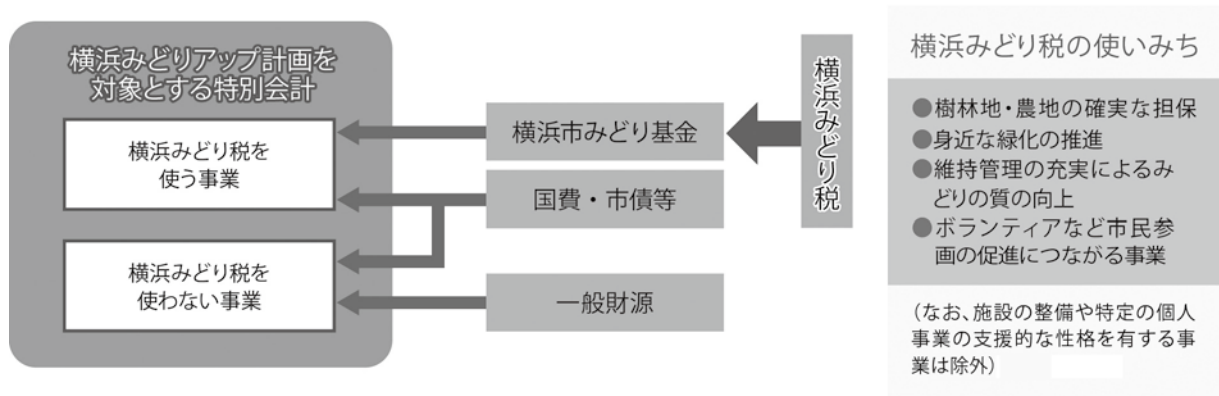 横浜みどりアップ計画を
対象とする特別会計
横浜みどり税を
使う事業
横浜みどり税を
使わない事業
横浜市みどり基金
国費・市債等
一般財源
横浜みどり税
横浜みどり税の使いみち
●樹林地・農地の確実な担保
●身近な緑化の推進
●維持管理の充実によるみ
どりの質の向上
●ボランティアなど市民参
画の促進につながる事業
（なお、施設の整備や特定の個人
事業の支援的な性格を有する事
業は除外）